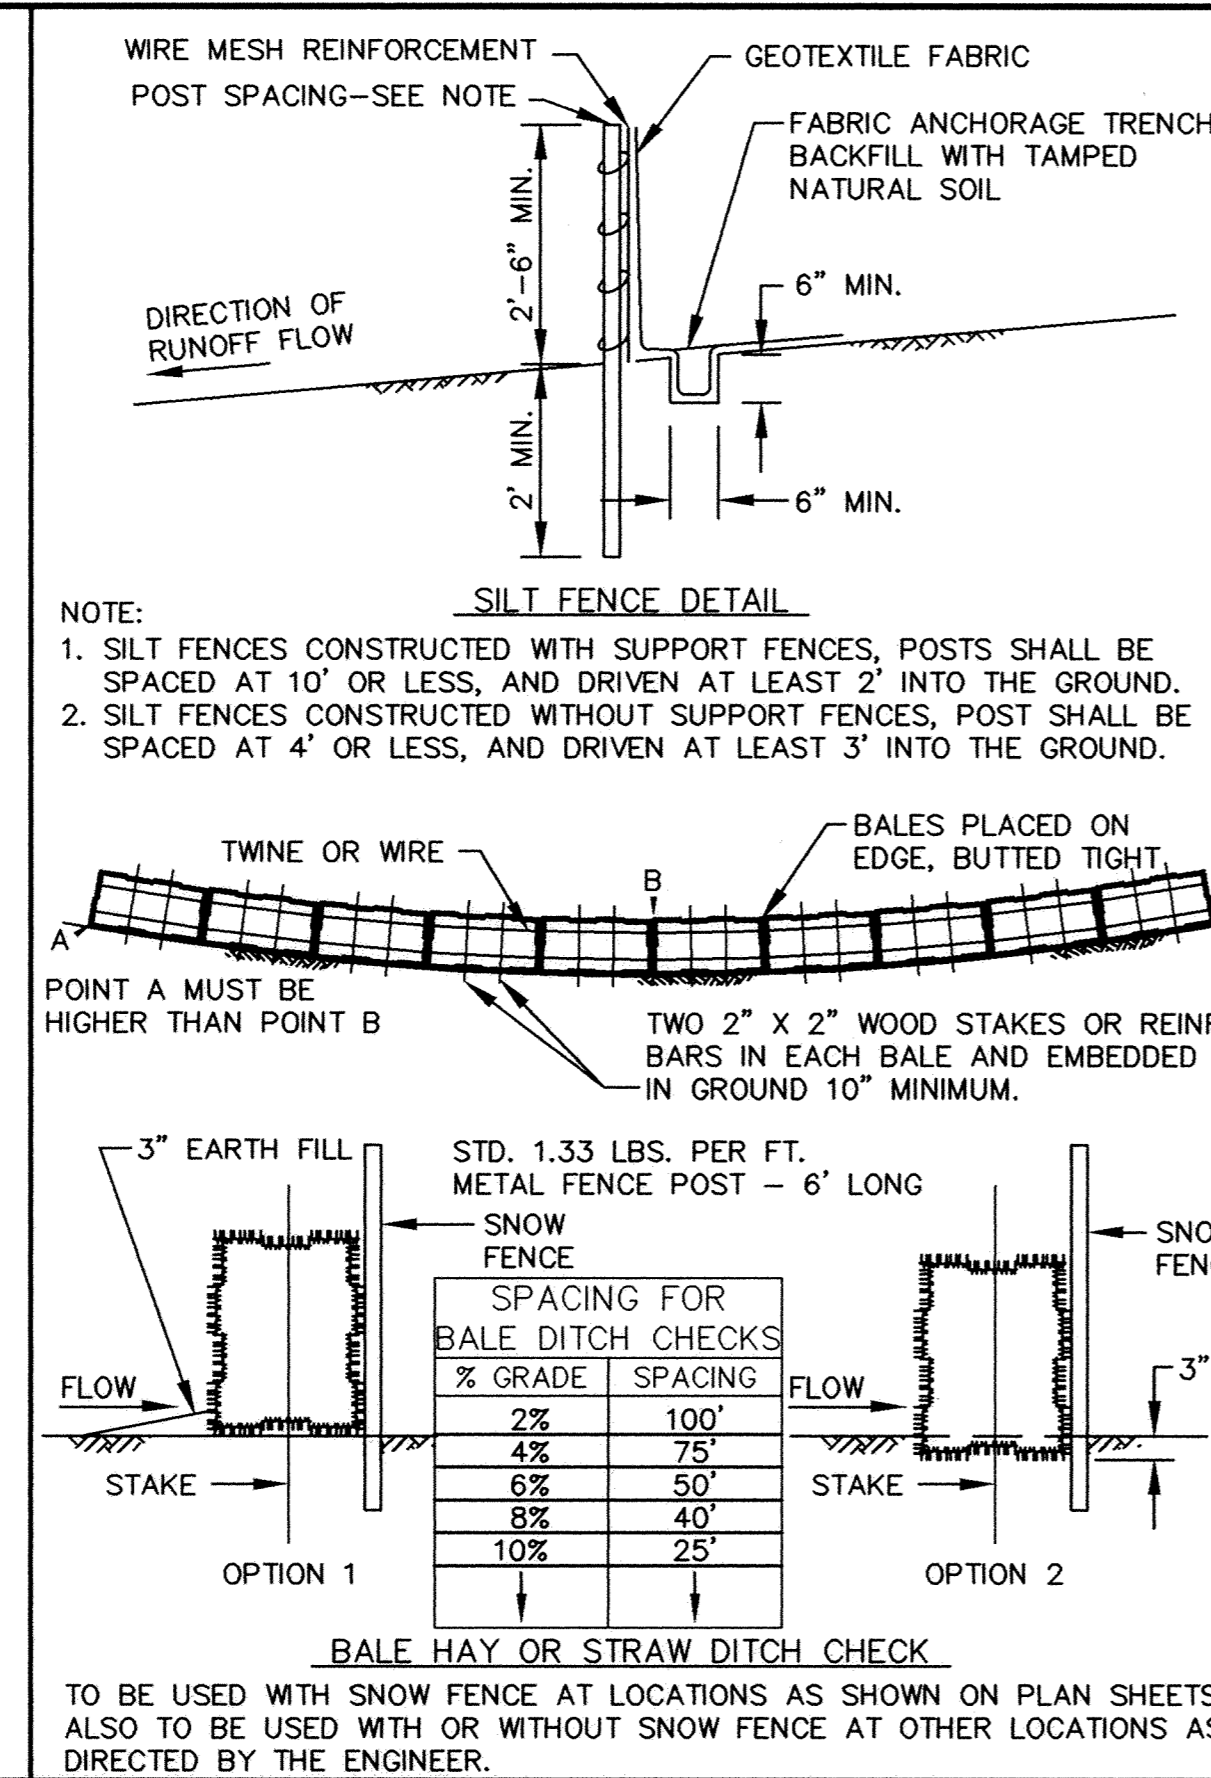 WIRE MESH REINFORCEMENT
GEOTEXTILE FABRIC
POST SPACING-SEE NOTE
FABRIC ANCHORAGE TRENCH
BACKFILL WITH TAMPED
NATURAL SOIL
2'-6" MIN.
6" MIN.
DIRECTION OF
RUNOFF FLOW
2' MIN.
6" MIN.
SILT FENCE DETAIL
NOTE:
1. SILT FENCES CONSTRUCTED WITH SUPPORT FENCES, POSTS SHALL BE
SPACED AT 10' OR LESS, AND DRIVEN AT LEAST 2' INTO THE GROUND.
2. SILT FENCES CONSTRUCTED WITHOUT SUPPORT FENCES, POST SHALL BE
SPACED AT 4' OR LESS, AND DRIVEN AT LEAST 3' INTO THE GROUND.
TWINE OR WIRE
BALES PLACED ON
EDGE, BUTTED TIGHT
B
A
POINT A MUST BE
HIGHER THAN POINT B
TWO 2" X 2" WOOD STAKES OR
BARS IN EACH BALE AND EMBEDDED
IN GROUND 10" MINIMUM.
3" EARTH FILL
STD. 1.33 LBS. PER FT.
METAL FENCE POST - 6' LONG
SNOW
FENCE
SPACING FOR
BALE DITCH CHECKS
% GRADE SPACING
2% 100'
4% 75'
6% 50'
8% 40'
10% 25'
FLOW
STAKE
OPTION 1
FLOW
3"
STAKE
OPTION 2
BALE HAY OR STRAW DITCH CHECK
TO BE USED WITH SNOW FENCE AT LOCATIONS AS SHOWN ON PLAN SHEETS
ALSO TO BE USED WITH OR WITHOUT SNOW FENCE AT OTHER LOCATIONS AS
DIRECTED BY THE ENGINEER.